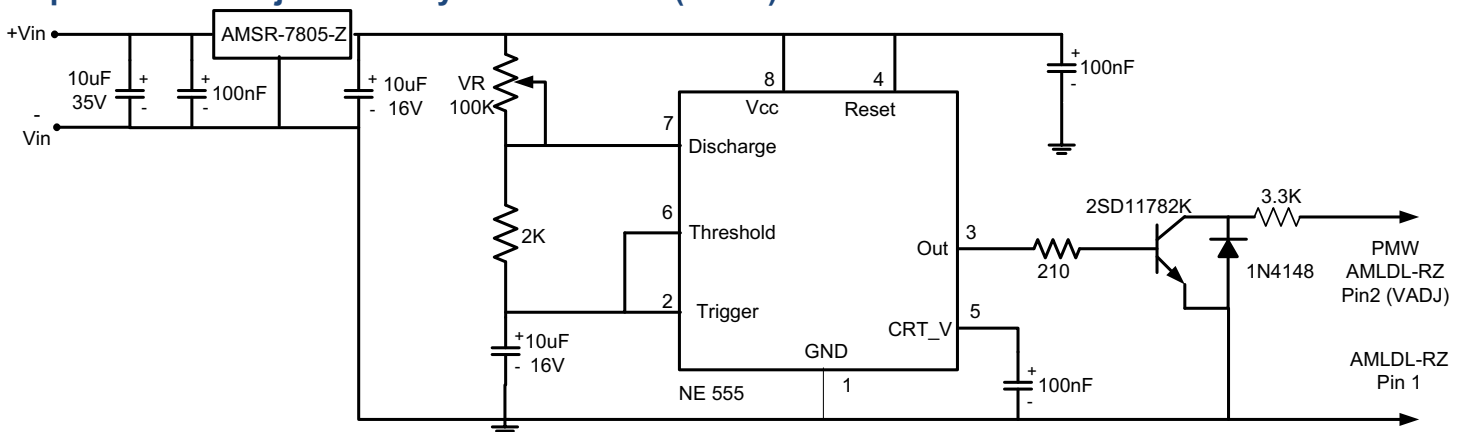 +Vin
AMSR-7805-Z
10uF
35V
+
-
+
-
100nF
+
-
10uF
16V
VR
100K
8
Vcc
4
Reset
+
-
100nF
-
Vin
7
Discharge
2K
6
Threshold
2
Trigger
+
-
10uF
16V
Out
3
210
2SD11782K
1N4148
3.3K
PMW
AMLDL-RZ
Pin2 (VADJ)
CRT_V
5
GND
1
NE 555
+
-
100nF
AMLDL-RZ
Pin 1